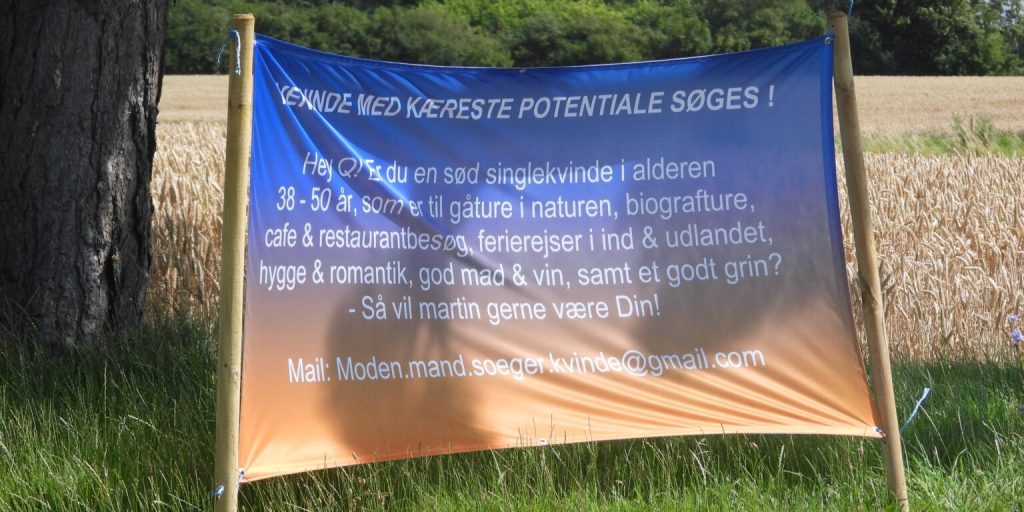 KVINDE MED KÆRESTE POTENTIALE SØGES !
Hey Q! Er du en sød singlekvinde i alderen
38 - 50 år, som er til gåture i naturen, biografture,
cafe & restaurantbesøg, ferierejser i ind & udlandet,
hygge & romantik, god mad & vin, samt et godt grin?
- Så vil martin gerne være Din!
Mail: Moden.mand.soeger.kvinde@gmail.com